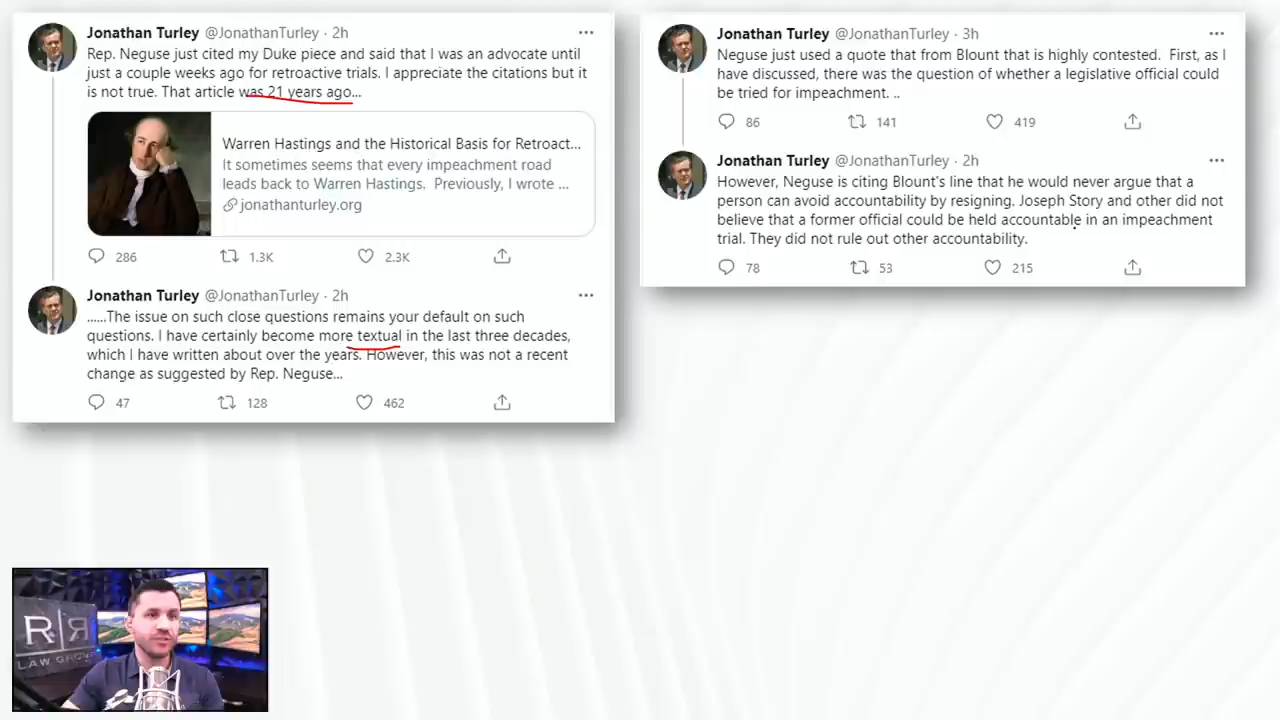 Jonathan Turley @JonathanTurley · 2h
Rep. Neguse just cited my Duke piece and said that I was an advocate until
just a couple weeks ago for retroactive trials. I appreciate the citations but it
is not true. That article was 21 years ago...
Warren Hastings and the Historical Basis for Retroact...
It sometimes seems that every impeachment road
leads back to Warren Hastings. Previously, I wrote ...
jonathanturley.org
286 1.3K 2.3K
Jonathan Turley @JonathanTurley · 2h
......The issue on such close questions remains your default on such
questions. I have certainly become more textual in the last three decades,
which I have written about over the years. However, this was not a recent
change as suggested by Rep. Neguse...
47 128 462
Jonathan Turley @JonathanTurley · 3h
Neguse just used a quote that from Blount that is highly contested. First, as I
have discussed, there was the question of whether a legislative official could
be tried for impeachment. ..
86 141 419
Jonathan Turley @JonathanTurley · 2h
However, Neguse is citing Blount's line that he would never argue that a
person can avoid accountability by resigning. Joseph Story and other did not
believe that a former official could be held accountable in an impeachment
trial. They did not rule out other accountability.
78 53 215
R|R
LAW GROUP